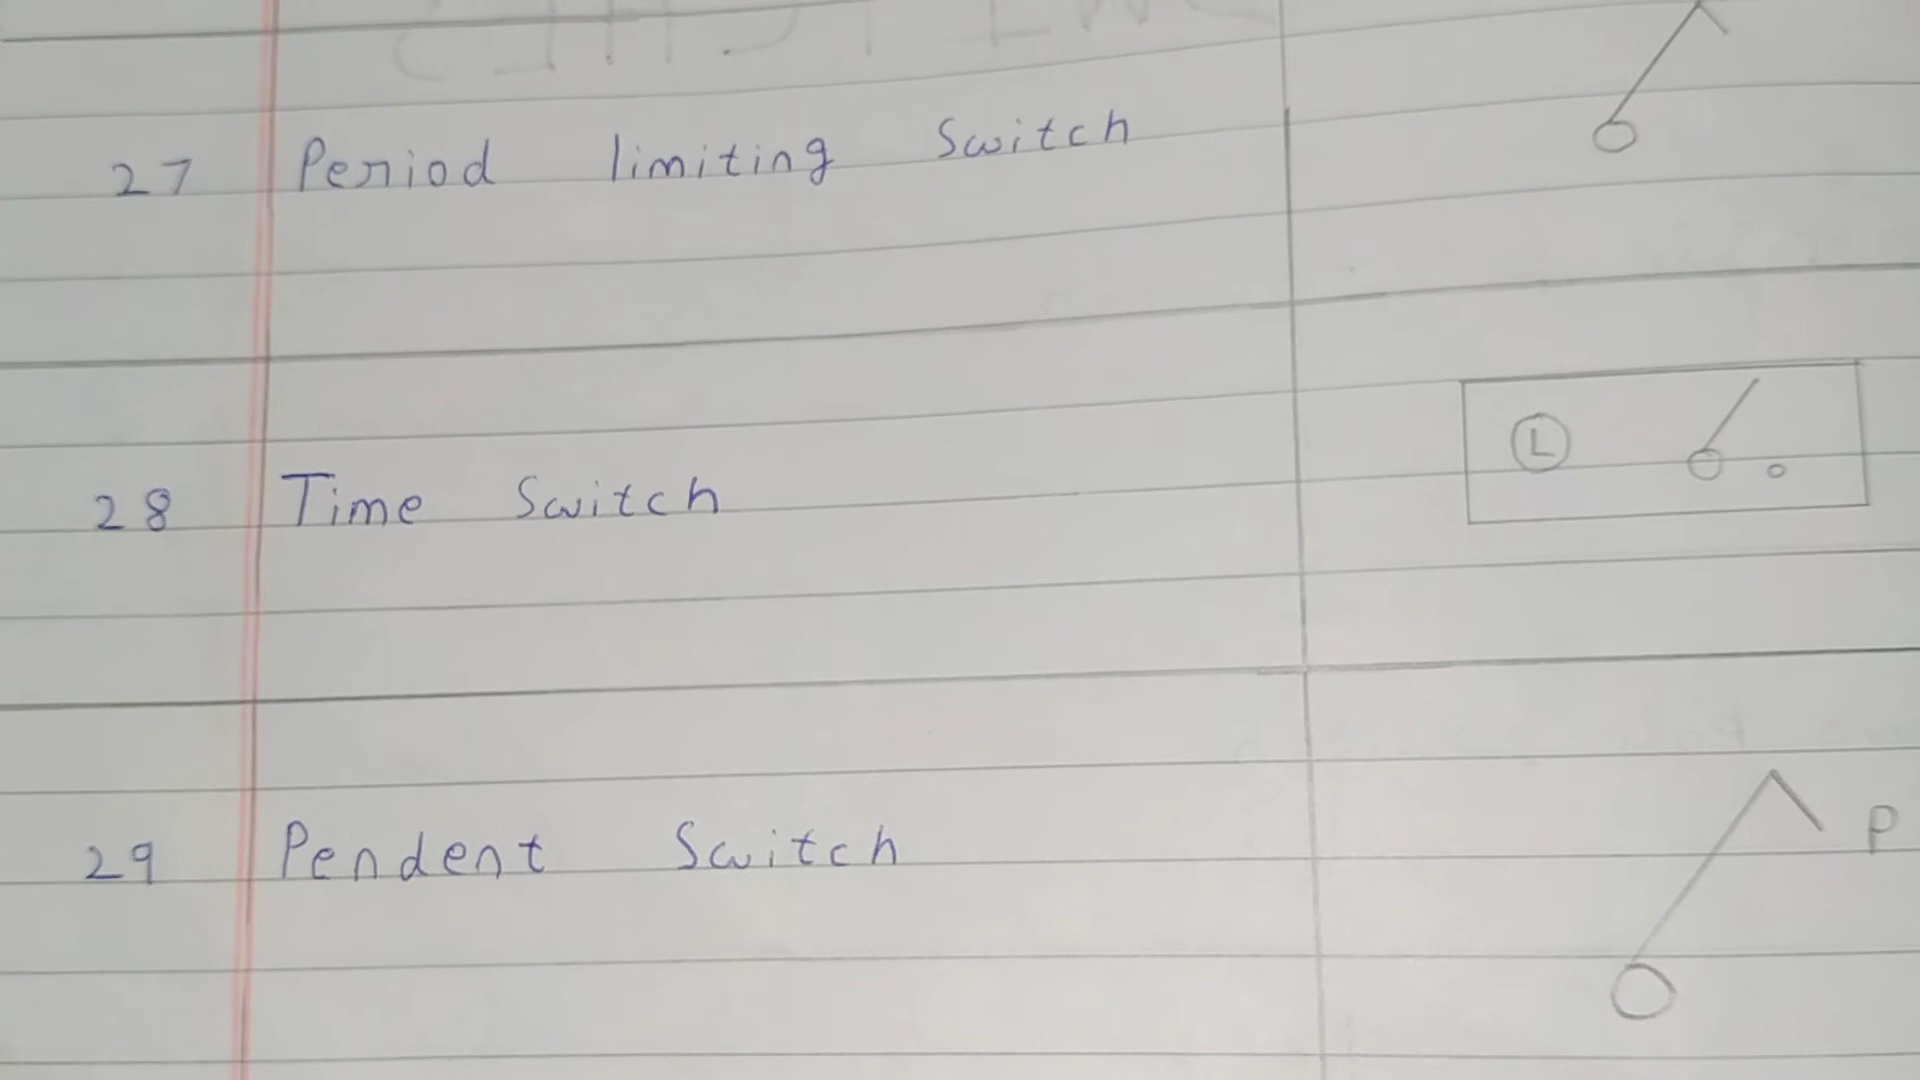 27 Period limiting Switch
28 Time Switch
L
29 Pendent Switch
P